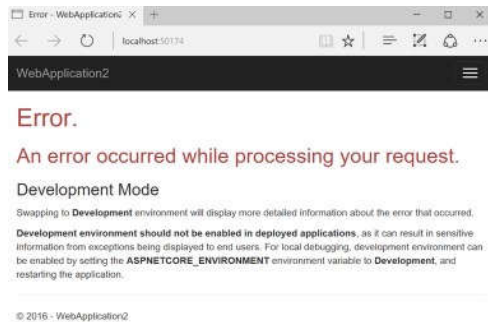 Error - WebApplication2
localhost:50174
WebApplication2
Error.
An error occurred while processing your request.
Development Mode
Swapping to Development environment will display more detailed information about the error that occurred.
Development environment should not be enabled in deployed applications, as it can result in sensitive
information from exceptions being displayed to end users. For local debugging, development environment can
be enabled by setting the ASPNETCORE_ENVIRONMENT environment variable to Development, and
restarting the application.
© 2016 - WebApplication2